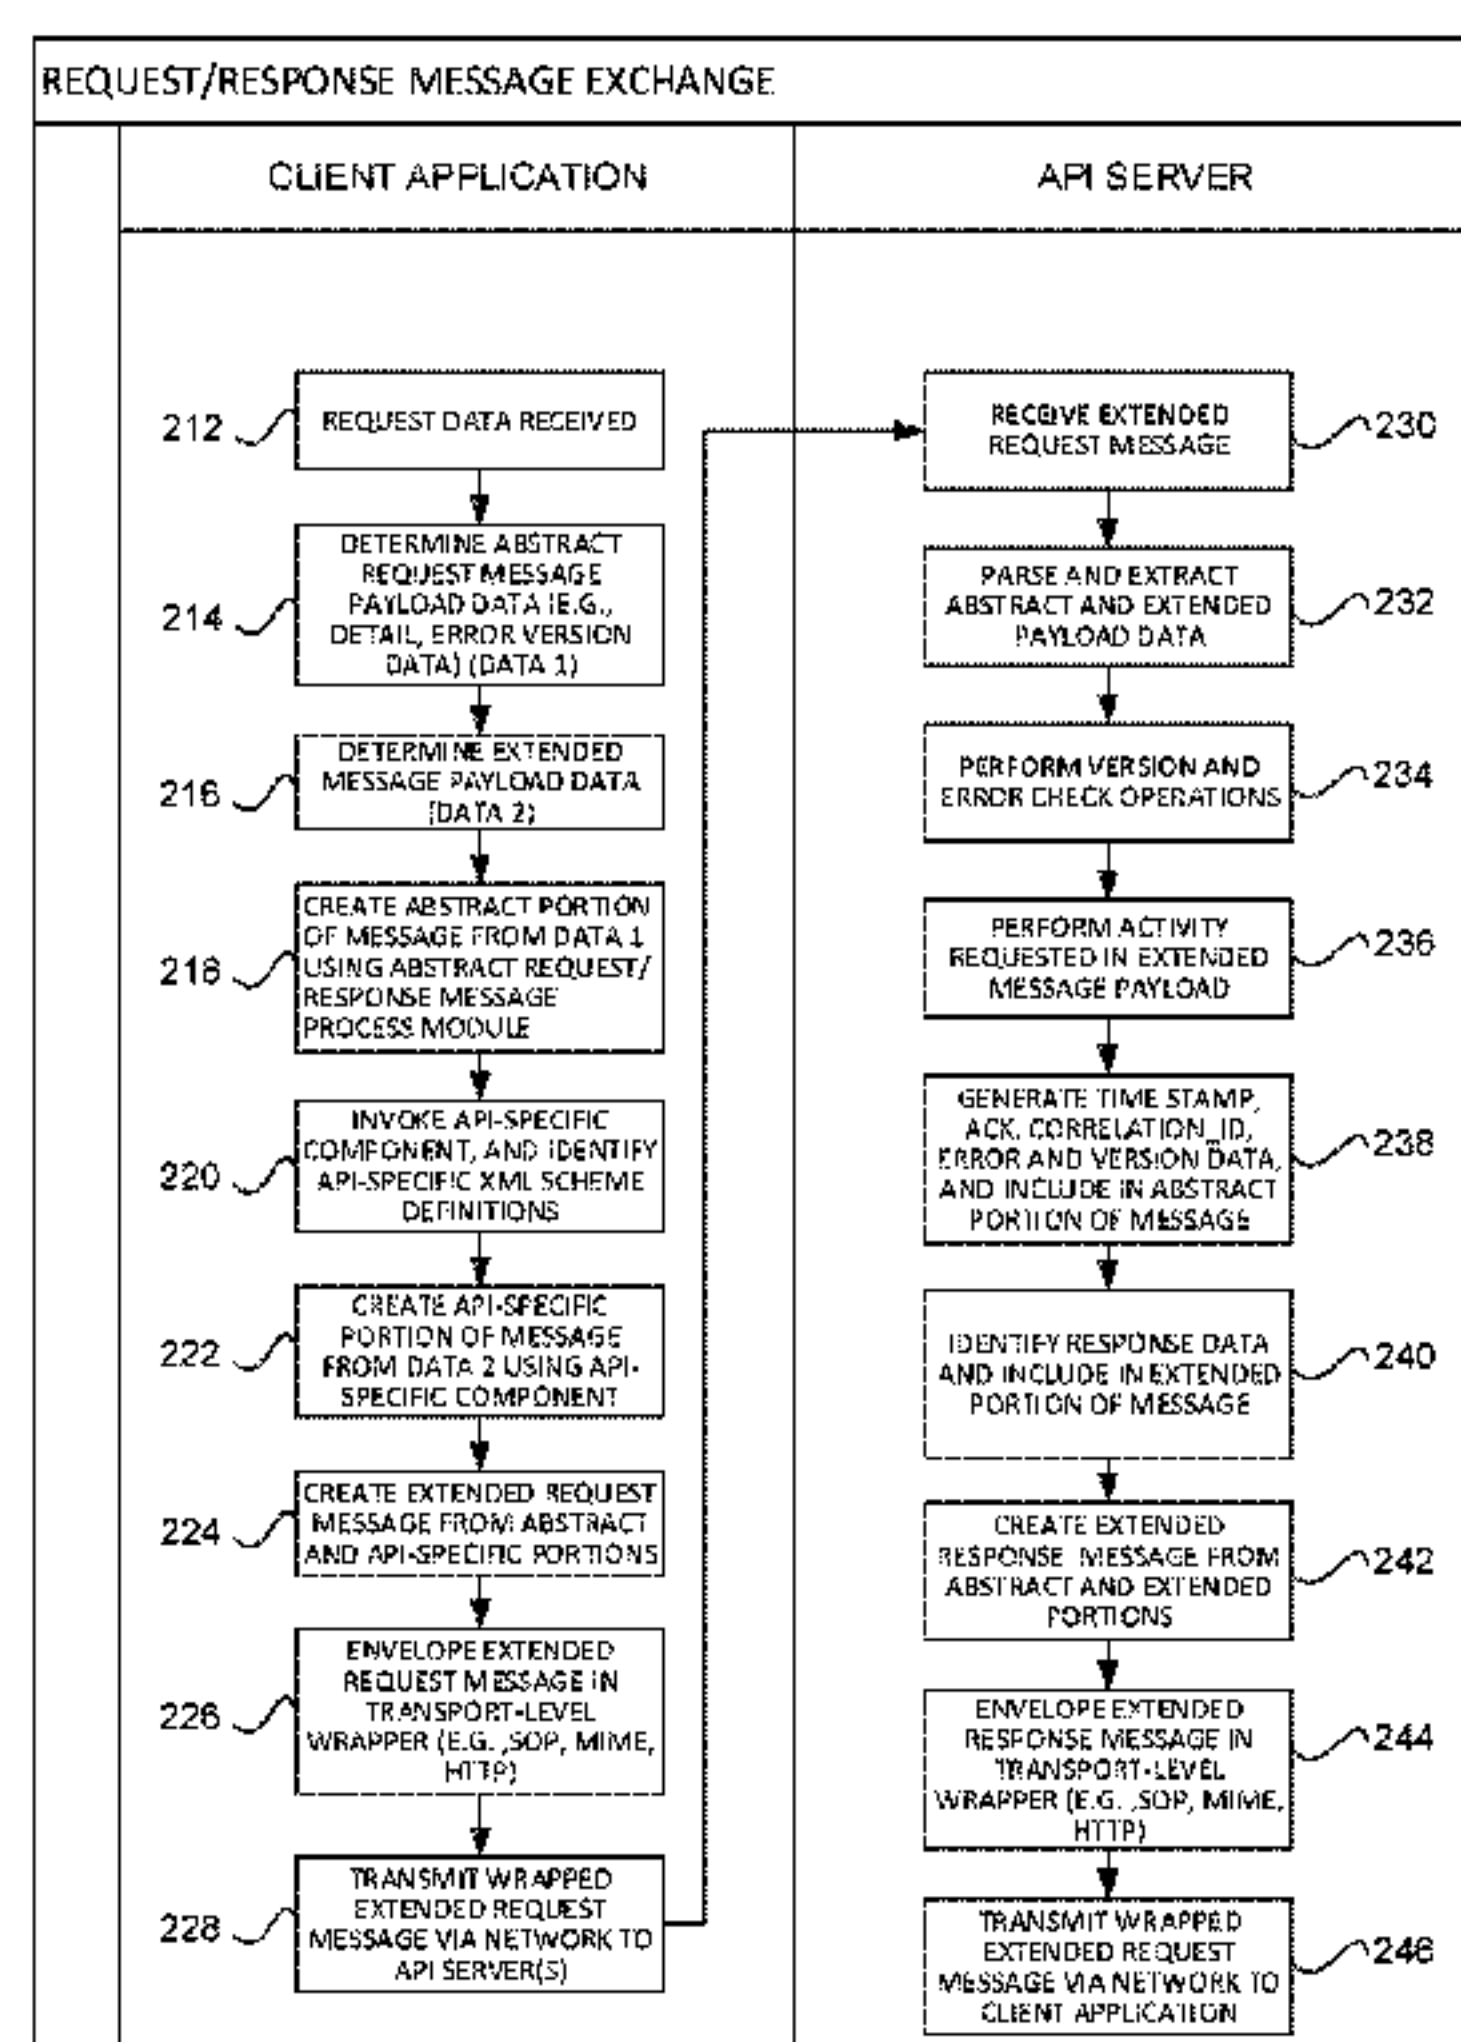 REQUEST/RESPONSE MESSAGE EXCHANGE
CLIENT APPLICATION
212
REQUEST DATA RECEIVED
214
DETERMINE ABSTRACT
REQUEST MESSAGE
PAYLOAD DATA (E.G.,
DETAIL, ERROR VERSION
DATA) (DATA 1)
216
DETERMINE EXTENDED
MESSAGE PAYLOAD DATA
(DATA 2)
218
CREATE ABSTRACT PORTION
OF MESSAGE FROM DATA 1
USING ABSTRACT REQUEST/
RESPONSE MESSAGE
PROCESS MODULE
220
INVOKE API-SPECIFIC
COMPONENT, AND IDENTIFY
API-SPECIFIC XML SCHEME
DEFINITIONS
222
CREATE API-SPECIFIC
PORTION OF MESSAGE
FROM DATA 2 USING API-
SPECIFIC COMPONENT
224
CREATE EXTENDED REQUEST
MESSAGE FROM ABSTRACT
AND API-SPECIFIC PORTIONS
226
ENVELOPE EXTENDED
REQUEST MESSAGE IN
TRANSPORT-LEVEL
WRAPPER (E.G. ,SOP, MIME,
HTTP)
228
TRANSMIT WRAPPED
EXTENDED REQUEST
MESSAGE VIA NETWORK TO
API SERVER(S)
API SERVER
RECEIVE EXTENDED
REQUEST MESSAGE
230
PARSE AND EXTRACT
ABSTRACT AND EXTENDED
PAYLOAD DATA
232
PERFORM VERSION AND
ERROR CHECK OPERATIONS
234
PERFORM ACTIVITY
REQUESTED IN EXTENDED
MESSAGE PAYLOAD
236
GENERATE TIME STAMP,
ACK, CORRELATION_ID,
ERROR AND VERSION DATA,
AND INCLUDE IN ABSTRACT
PORTION OF MESSAGE
238
IDENTIFY RESPONSE DATA
AND INCLUDE IN EXTENDED
PORTION OF MESSAGE
240
CREATE EXTENDED
RESPONSE MESSAGE FROM
ABSTRACT AND EXTENDED
PORTIONS
242
ENVELOPE EXTENDED
RESPONSE MESSAGE IN
TRANSPORT-LEVEL
WRAPPER (E.G. ,SOP, MIME,
HTTP)
244
TRANSMIT WRAPPED
EXTENDED REQUEST
MESSAGE VIA NETWORK TO
CLIENT APPLICATION
246